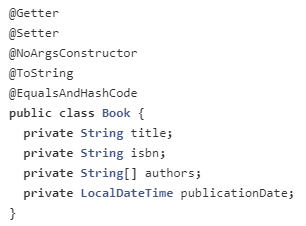 @Getter
@Setter
@NoArgsConstructor
@ToString
@EqualsAndHashCode
public class Book {
  private String title;
  private String isbn;
  private String[] authors;
  private LocalDateTime publicationDate;
}